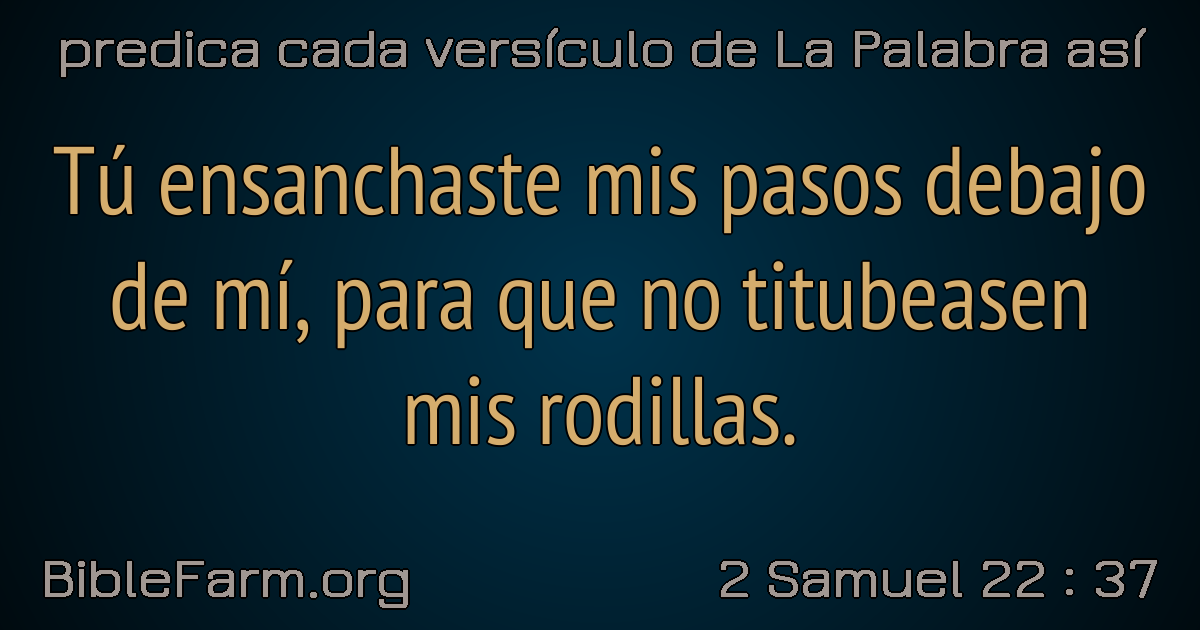 predica cada versículo de La Palabra así
Tú ensanchaste mis pasos debajo
de mí, para que no titubeasen
mis rodillas.
BibleFarm.org
2 Samuel 22 : 37